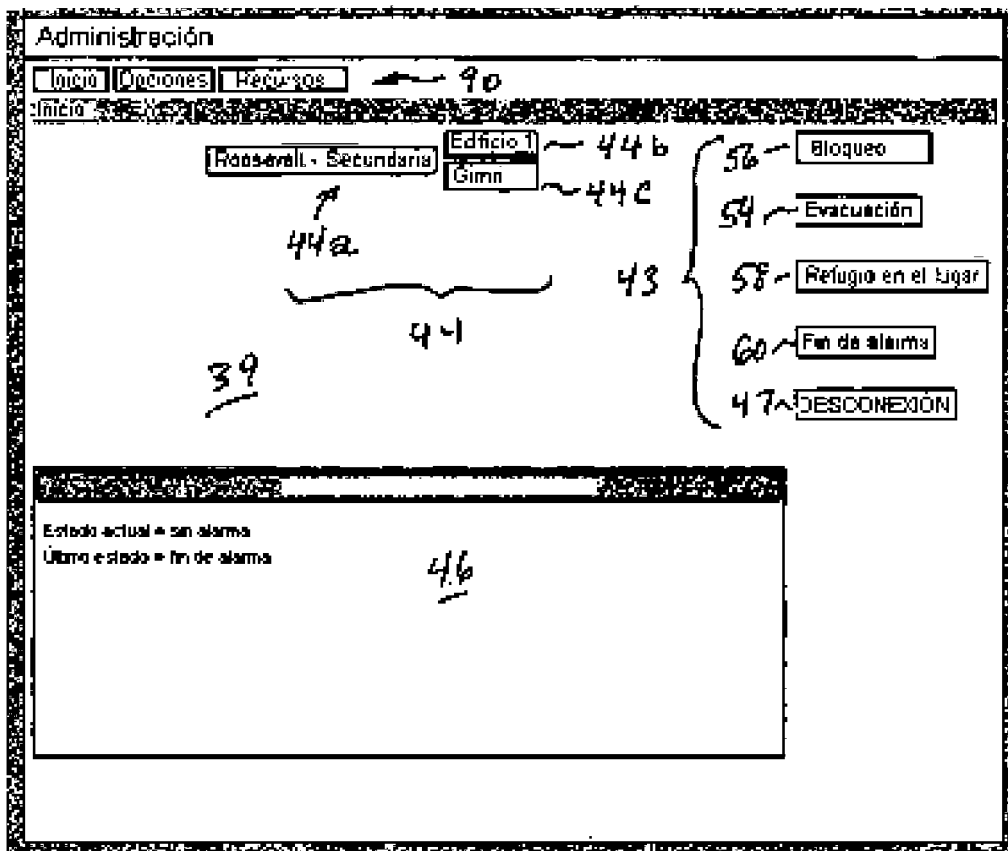 Administración
Inicio Opciones Recursos 90
Inicio
Roosevelt - Secundaria Edificio 1 44b
Gimn 44c
44a
44
39
43
56 Bloqueo
54 Evacuación
58 Refugio en el lugar
60 Fin de alarma
47 DESCONEXIÓN
Estado actual = sin alarma
Último estado = fin de alarma
46